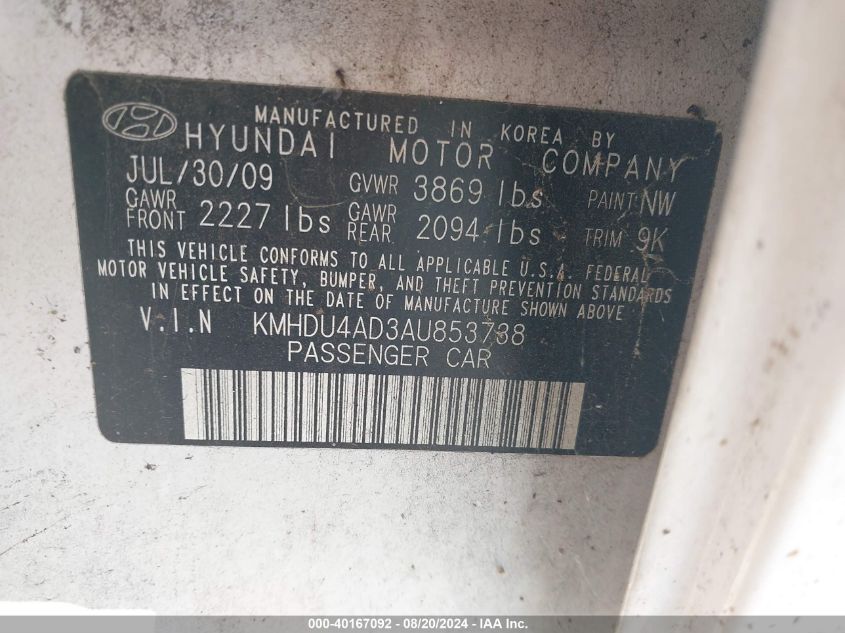 MANUFACTURED IN KOREA BY
HYUNDAI MOTOR COMPANY
JUL/30/09 GVWR 3869 lbs PAINT:NW
GAWR FRONT 2227 lbs GAWR REAR 2094 lbs TRIM 9K
THIS VEHICLE CONFORMS TO ALL APPLICABLE U.S.A. FEDERAL
MOTOR VEHICLE SAFETY, BUMPER, AND THEFT PREVENTION STANDARDS
IN EFFECT ON THE DATE OF MANUFACTURE SHOWN ABOVE.
V.I.N KMHDU4AD3AU853738
PASSENGER CAR
000-40167092 - 08/20/2024 - IAA Inc.